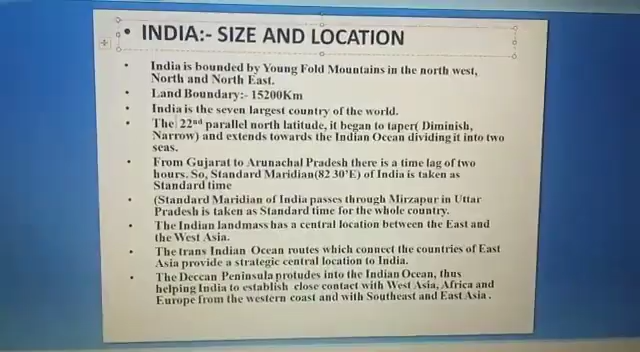 • INDIA:- SIZE AND LOCATION
• India is bounded by Young Fold Mountains in the north west,
North and North East.
• Land Boundary:- 15200Km
• India is the seven largest country of the world.
• The 22nd parallel north latitude, it began to taper( Diminish,
Narrow) and extends towards the Indian Ocean dividing it into two
seas.
• From Gujarat to Arunachal Pradesh there is a time lag of two
hours. So, Standard Maridian(82 30'E) of India is taken as
Standard time
• (Standard Maridian of India passes through Mirzapur in Uttar
Pradesh is taken as Standard time for the whole country.
• The Indian landmass has a central location between the East and
the West Asia.
• The trans Indian Ocean routes which connect the countries of East
Asia provide a strategic central location to India.
• The Deccan Peninsula protudes into the Indian Ocean, thus
helping India to establish close contact with West Asia, Africa and
Europe from the western coast and with Southeast and East Asia .